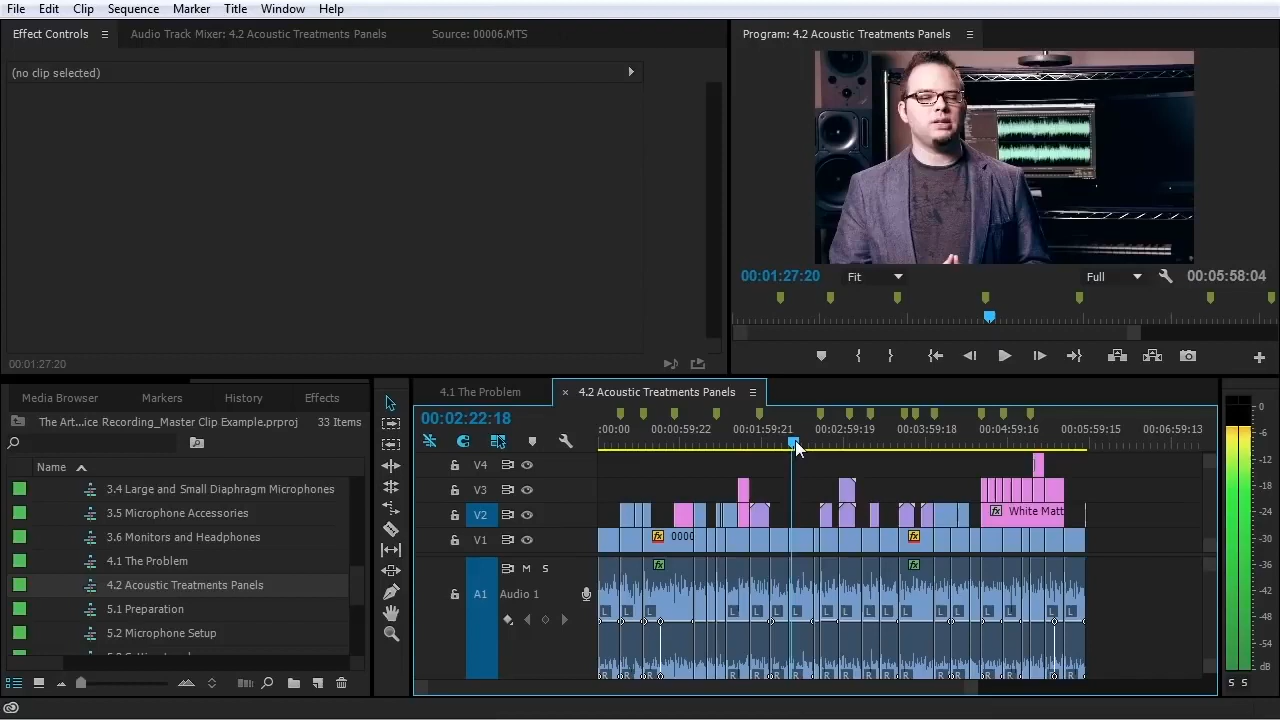 File Edit Clip Sequence Marker Title Window Help
Effect Controls Audio Track Mixer: 4.2 Acoustic Treatments Panels Source: 00006.MTS Program: 4.2 Acoustic Treatments Panels
(no clip selected)
00:01:27:20 Fit Full 00:05:58:04
00:01:27:20
Media Browser Markers History Effects 4.1 The Problem × 4.2 Acoustic Treatments Panels
The Art...ice Recording_Master Clip Example.prproj 33 Items 00:02:22:18
:00:00 00:00:59:22 00:01:59:21 00:02:59:19 00:03:59:18 00:04:59:16 00:05:59:15 00:06:59:13
Name
V4
3.4 Large and Small Diaphragm Microphones V3
3.5 Microphone Accessories V2 White Matt
3.6 Monitors and Headphones V1 fx 0000 fx
4.1 The Problem fx fx
M S
4.2 Acoustic Treatments Panels A1 Audio 1
5.1 Preparation L L L L L L L L L L L L L L L L L
5.2 Microphone Setup
R R R R R R R R R R R R R R R R R
0
-6
-12
-18
-24
-30
-36
-42
-48
-54
dB
S S